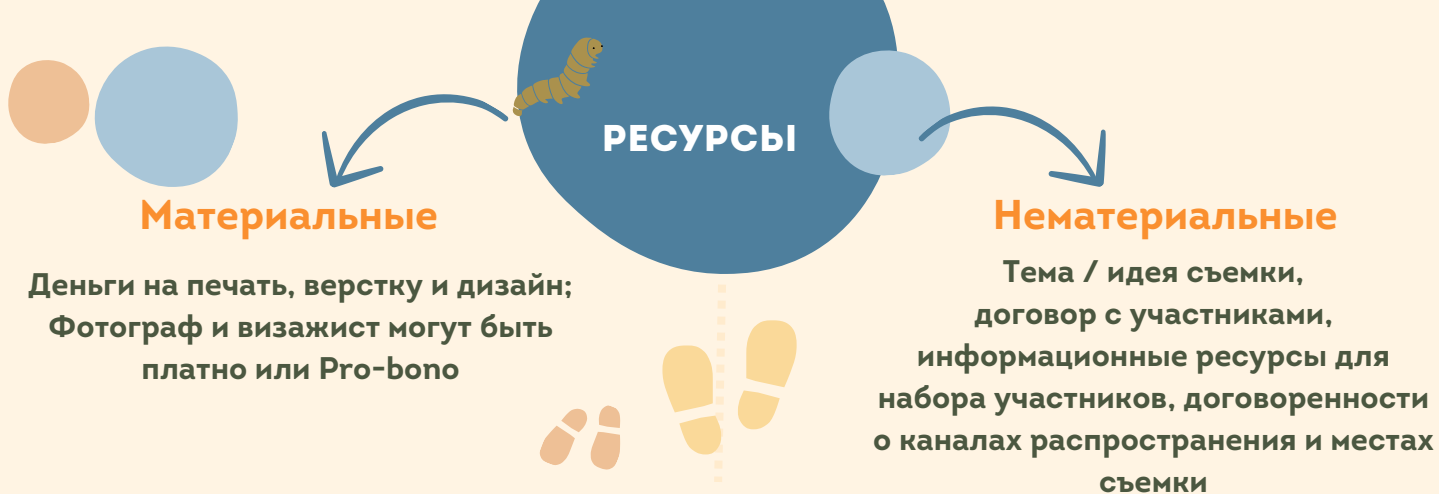 РЕСУРСЫ
Материальные
Деньги на печать, верстку и дизайн;
Фотограф и визажист могут быть
платно или Pro-bono
Нематериальные
Тема / идея съемки,
договор с участниками,
информационные ресурсы для
набора участников, договоренности
о каналах распространения и местах
съемки